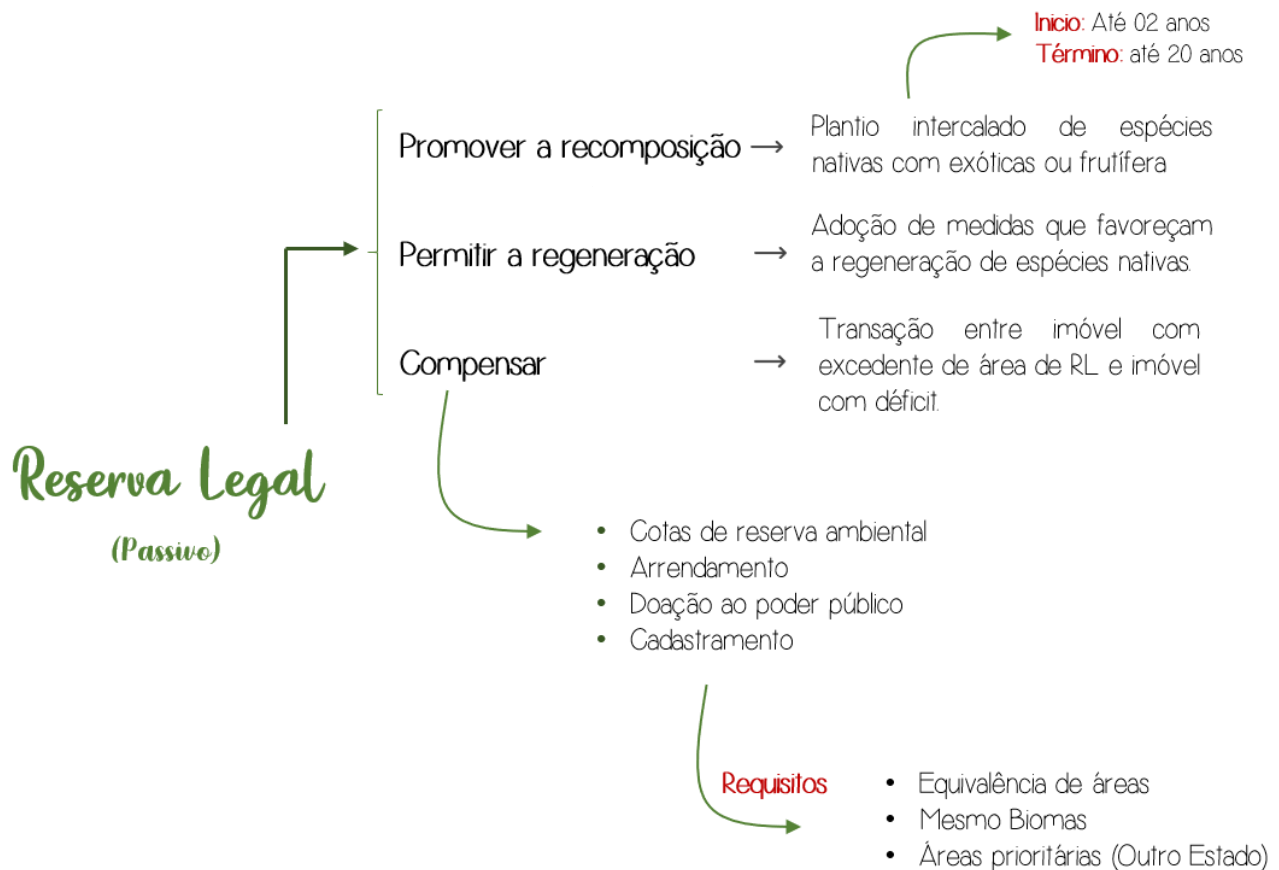 Inicio: Até 02 anos
Término: até 20 anos
Promover a recomposição →
Plantio intercalado de espécies
nativas com exóticas ou frutífera
Permitir a regeneração →
Adoção de medidas que favoreçam
a regeneração de espécies nativas.
Compensar →
Transação entre imóvel com
excedente de área de RL e imóvel
com déficit.
Reserva Legal
(Passivo)
• Cotas de reserva ambiental
• Arrendamento
• Doação ao poder público
• Cadastramento
Requisitos
• Equivalência de áreas
• Mesmo Biomas
• Áreas prioritárias (Outro Estado)